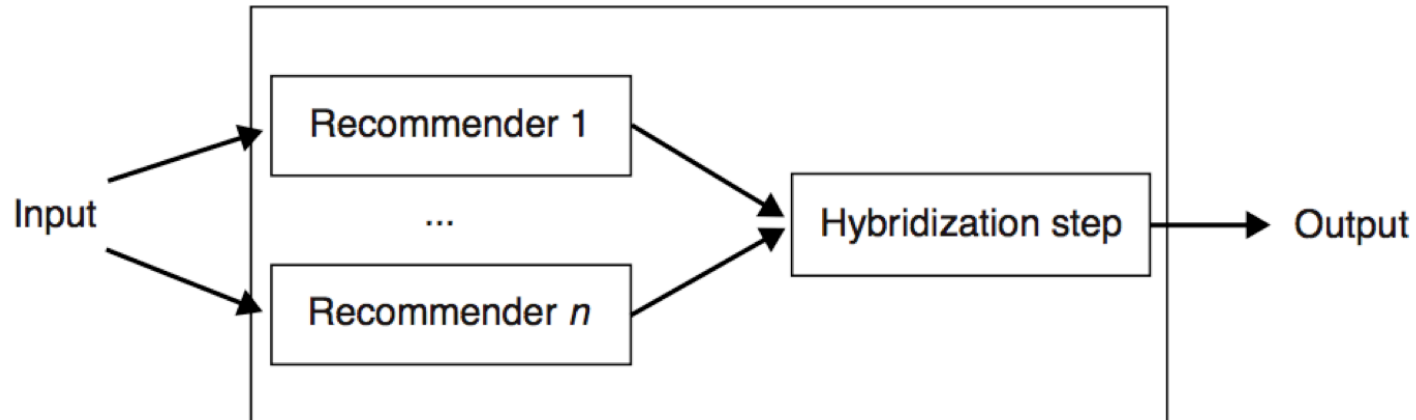 Recommender 1
Input
...
Hybridization step
Output
Recommender n